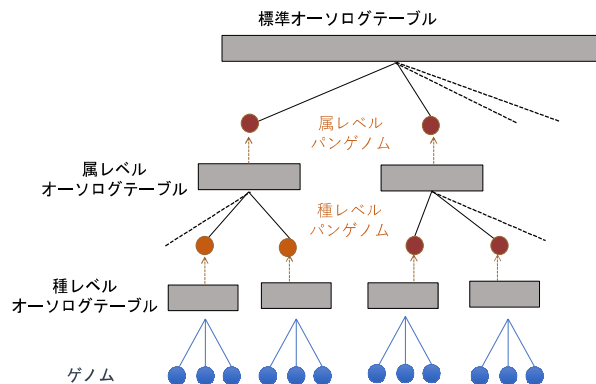 標準オーソログテーブル
属レベル
パンゲノム
属レベル
オーソログテーブル
種レベル
パンゲノム
種レベル
オーソログテーブル
ゲノム